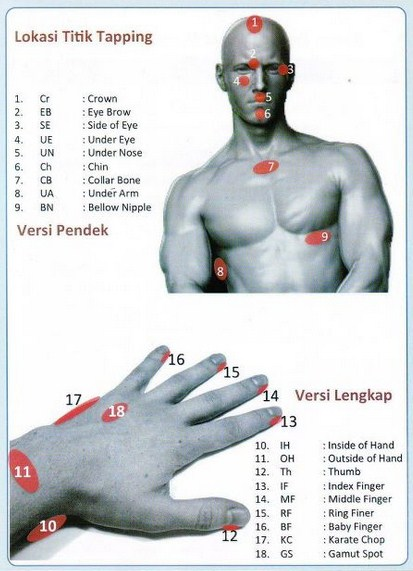 Lokasi Titik Tapping
1. Cr : Crown
2. EB : Eye Brow
3. SE : Side of Eye
4. UE : Under Eye
5. UN : Under Nose
6. Ch : Chin
7. CB : Collar Bone
8. UA : Under Arm
9. BN : Bellow Nipple
Versi Pendek
1
2
3
4
5
6
7
9
8
16
15
14
13
17
18
11
10
12
Versi Lengkap
10. IH : Inside of Hand
11. OH : Outside of Hand
12. Th : Thumb
13. IF : Index Finger
14. MF : Middle Finger
15. RF : Ring Finer
16. BF : Baby Finger
17. KC : Karate Chop
18. GS : Gamut Spot